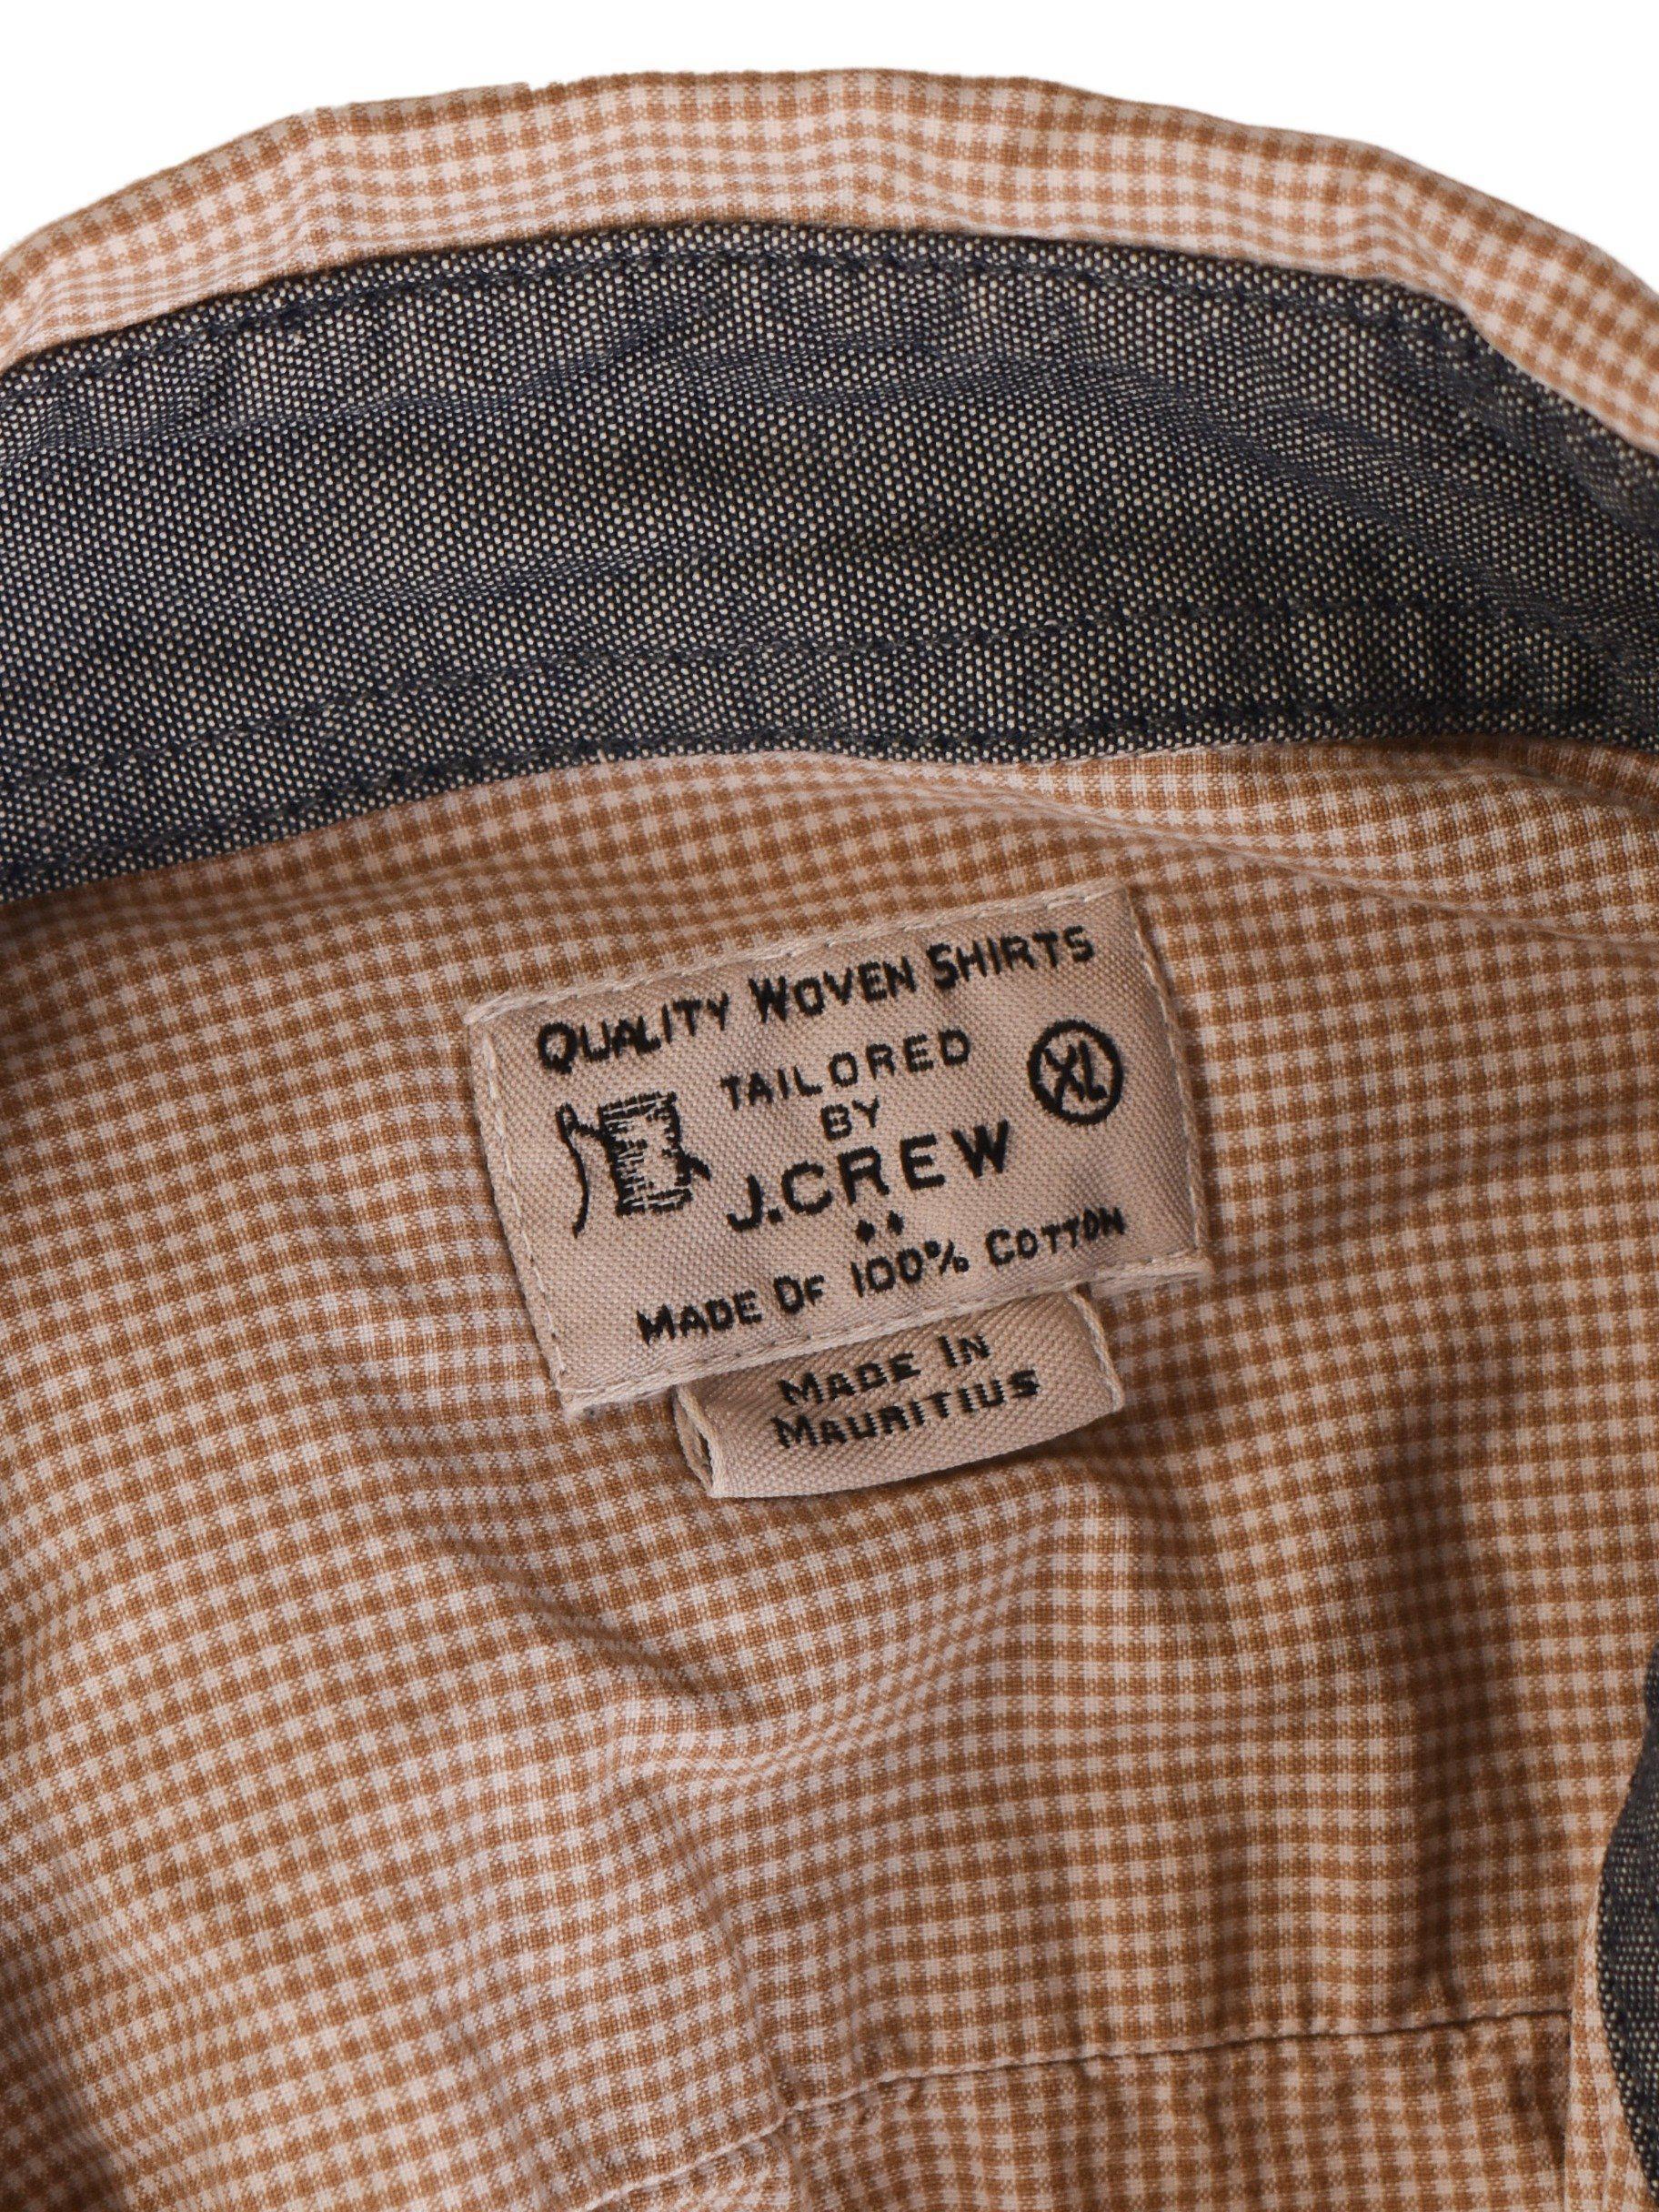 QUALITY WOVEN SHIRTS
TAILORED
BY
XL
J.CREW
MADE OF 100% COTTON
MADE IN
MAURITIUS